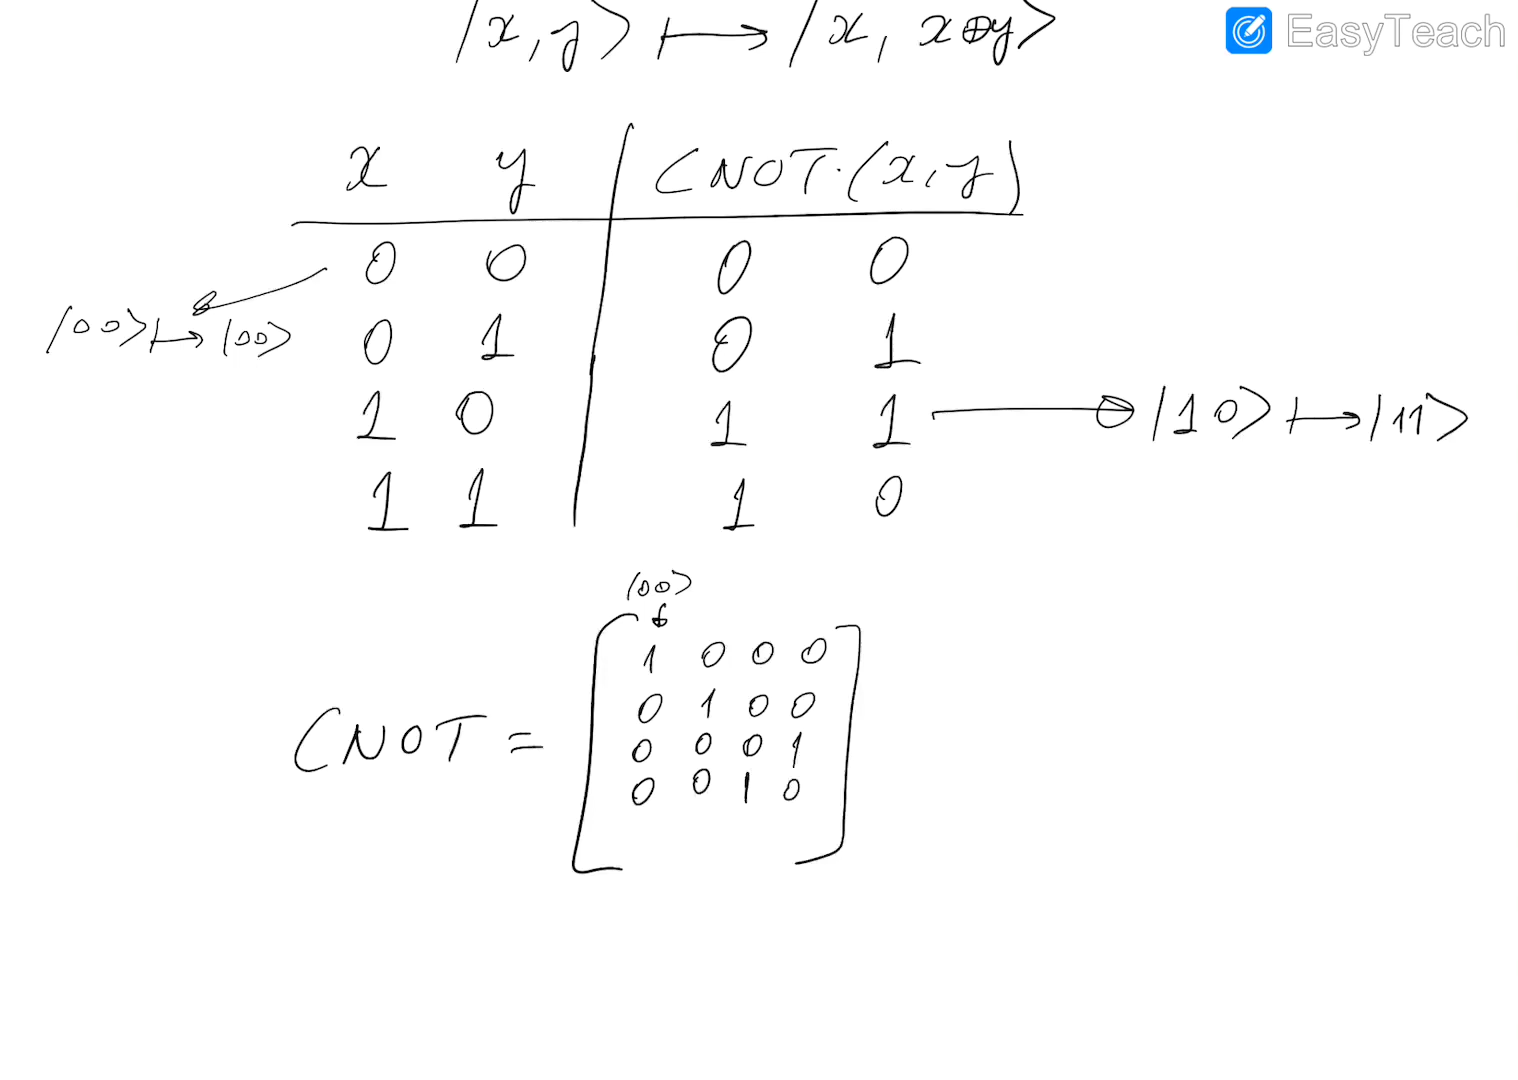 |x, y⟩ ↦ |x, x⊕y⟩
EasyTeach
x y CNOT·(x,y)
0 0 0 0
|00⟩ ↦ |00⟩
0 1 0 1
1 0 1 1 |10⟩ ↦ |11⟩
1 1 1 0
|00⟩
1 0 0 0
0 1 0 0
CNOT = 0 0 0 1
0 0 1 0